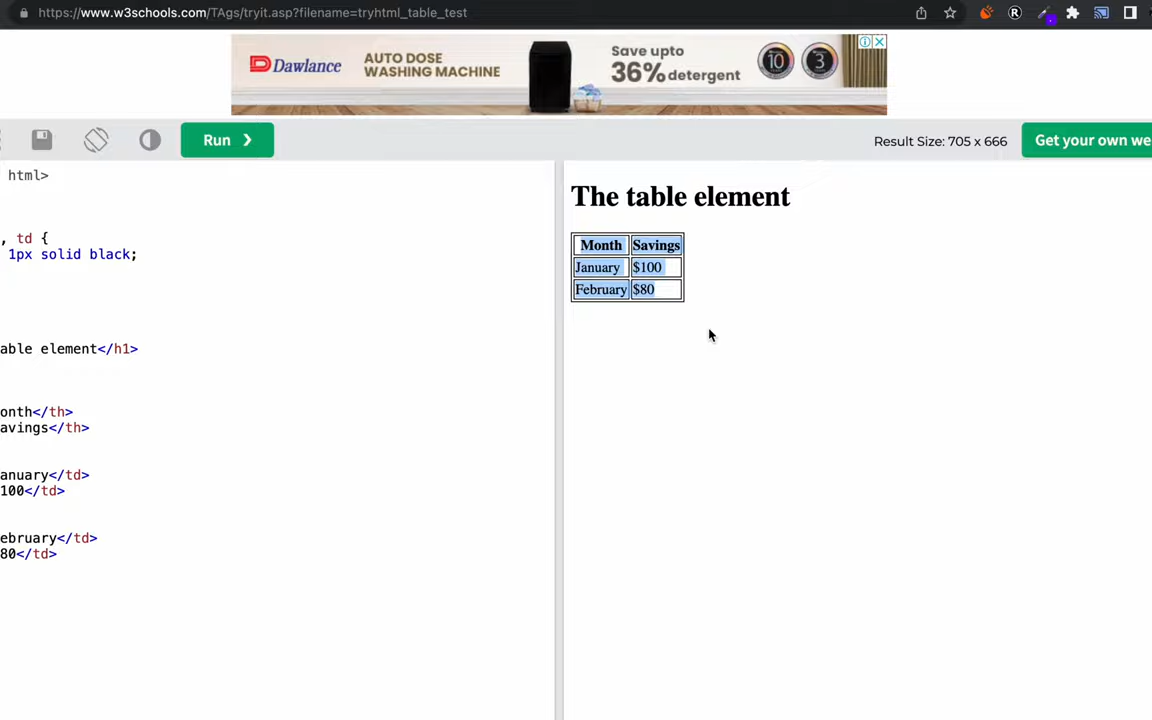 https://www.w3schools.com/TAgs/tryit.asp?filename=tryhtml_table_test
Dawlance
AUTO DOSE
WASHING MACHINE
Save upto
36% detergent
10
3
Run
Result Size: 705 x 666
Get your own we
html>
, td {
1px solid black;
able element</h1>
onth</th>
avings</th>
anuary</td>
100</td>
ebruary</td>
80</td>
The table element
Month Savings
January $100
February $80